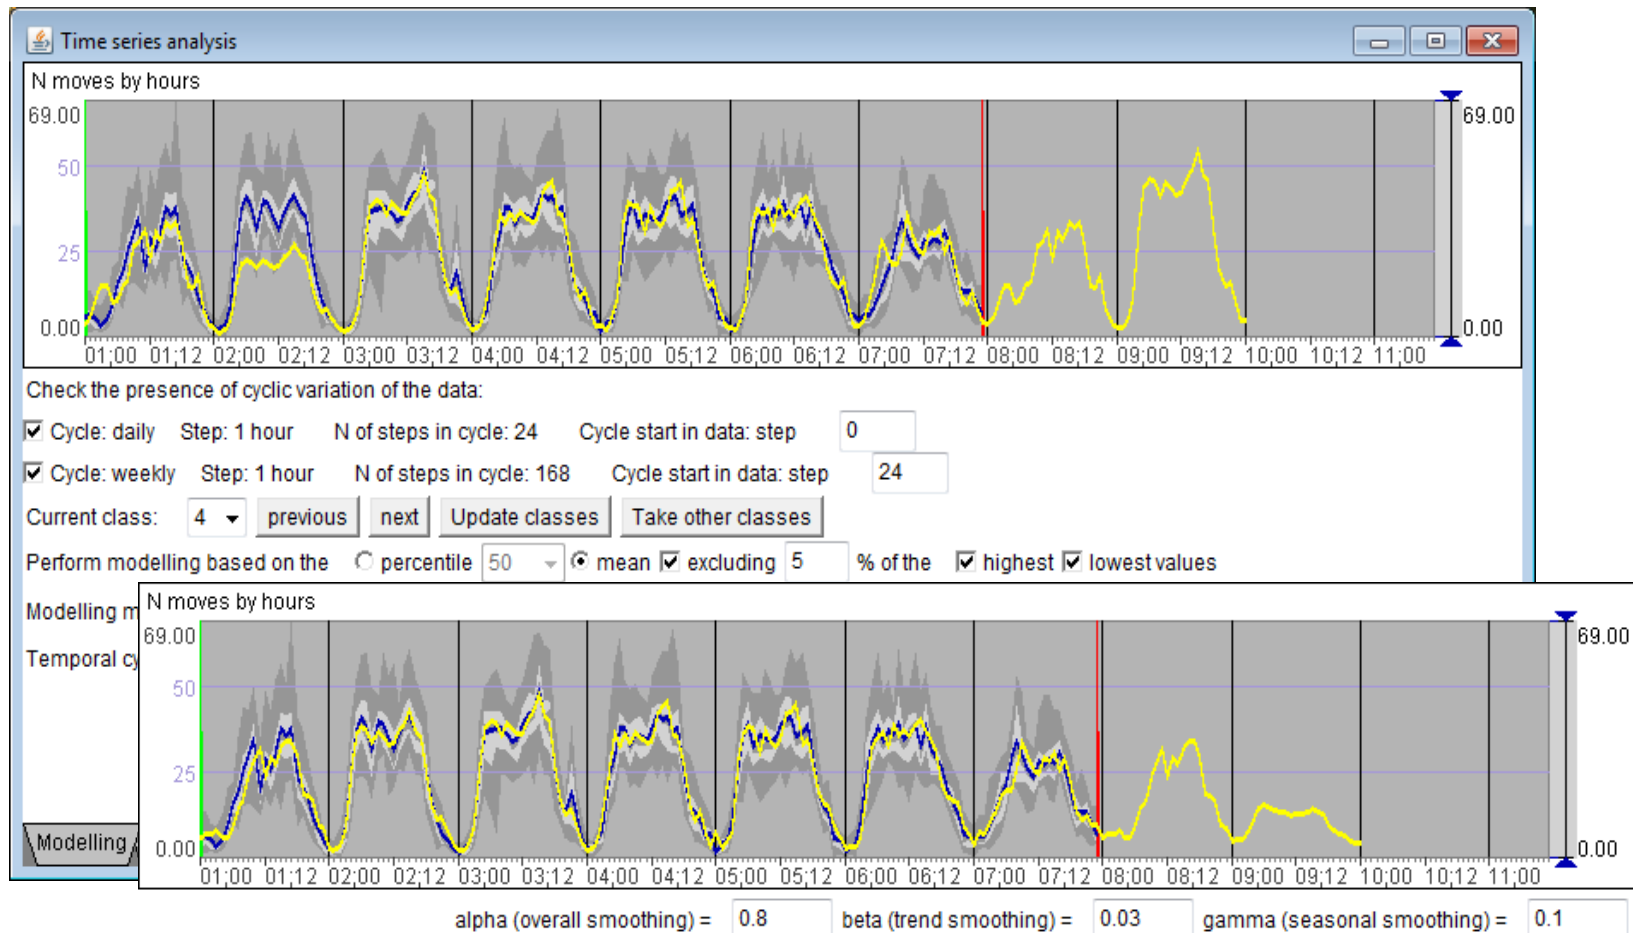 Time series analysis
N moves by hours
69.00 69.00
50
25
0.00 0.00
01;00 01;12 02;00 02;12 03;00 03;12 04;00 04;12 05;00 05;12 06;00 06;12 07;00 07;12 08;00 08;12 09;00 09;12 10;00 10;12 11;00
Check the presence of cyclic variation of the data:
Cycle: daily Step: 1 hour N of steps in cycle: 24 Cycle start in data: step 0
Cycle: weekly Step: 1 hour N of steps in cycle: 168 Cycle start in data: step 24
Current class: 4 previous next Update classes Take other classes
Perform modelling based on the percentile 50 mean excluding 5 % of the highest lowest values
Modelling m
Temporal cy
Modelling
N moves by hours
69.00 69.00
50
25
0.00 0.00
01;00 01;12 02;00 02;12 03;00 03;12 04;00 04;12 05;00 05;12 06;00 06;12 07;00 07;12 08;00 08;12 09;00 09;12 10;00 10;12 11;00
alpha (overall smoothing) = 0.8 beta (trend smoothing) = 0.03 gamma (seasonal smoothing) = 0.1